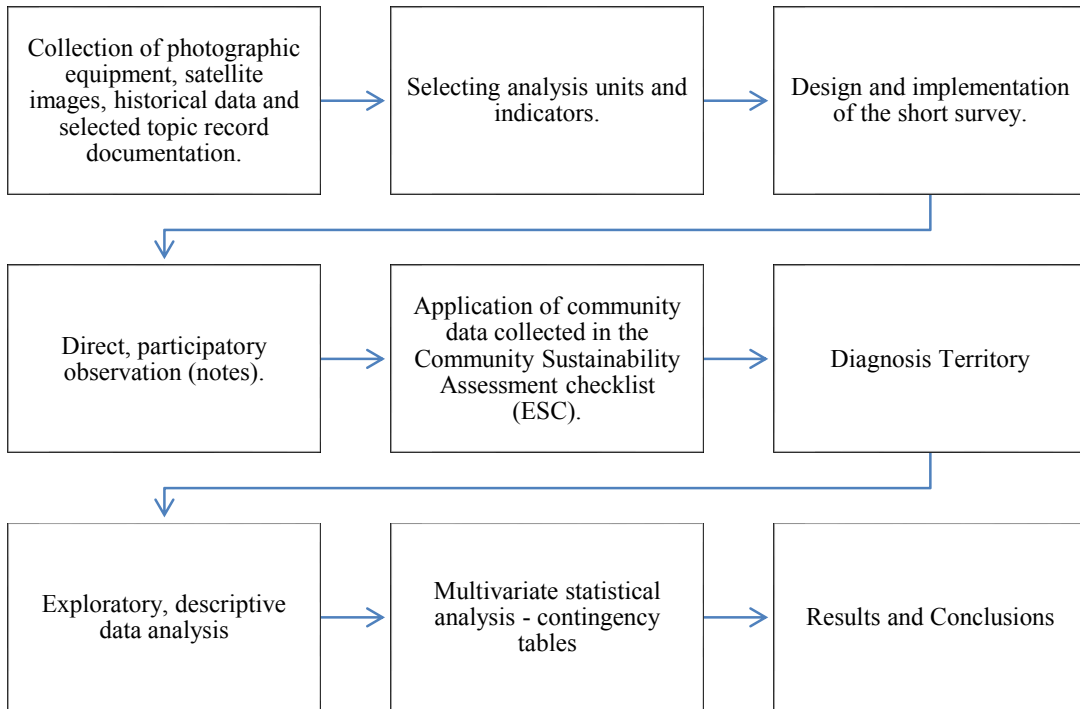 Collection of photographic
equipment, satellite
images, historical data and
selected topic record
documentation.
Selecting analysis units and
indicators.
Design and implementation
of the short survey.
Direct, participatory
observation (notes).
Application of community
data collected in the
Community Sustainability
Assessment checklist
(ESC).
Diagnosis Territory
Exploratory, descriptive
data analysis
Multivariate statistical
analysis - contingency
tables
Results and Conclusions